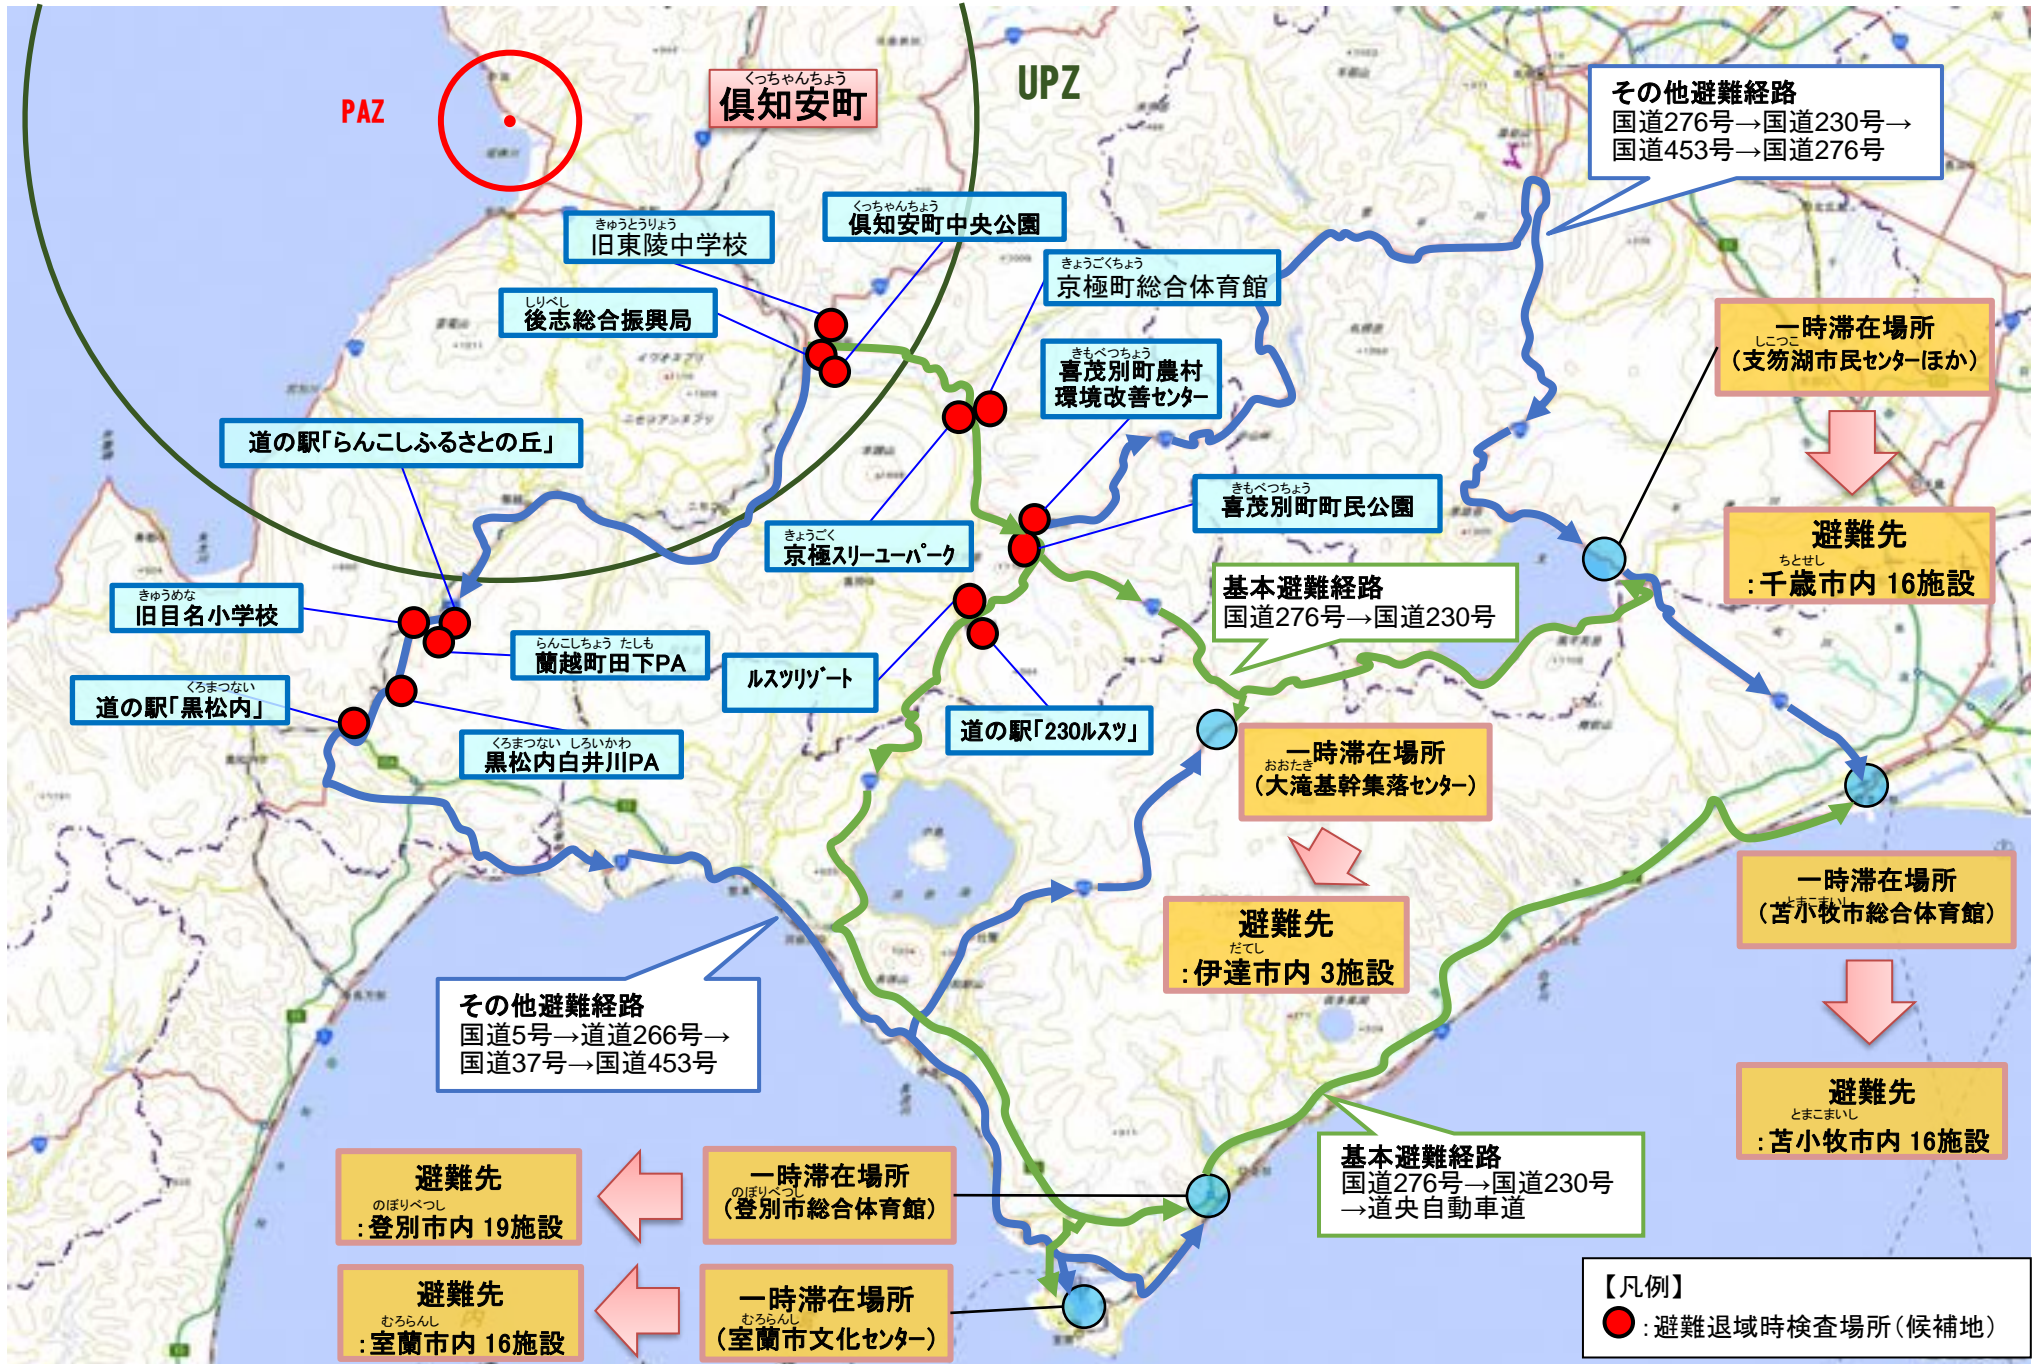 PAZ
UPZ
くっちゃんちょう
倶知安町
その他避難経路
国道276号→国道230号→
国道453号→国道276号
きゅうとうりょう
旧東陵中学校
くっちゃんちょう
倶知安町中央公園
しりべし
後志総合振興局
きょうごくちょう
京極町総合体育館
きもべつちょう
喜茂別町農村
環境改善センター
一時滞在場所
しこつこ
（支笏湖市民センターほか）
道の駅「らんこしふるさとの丘」
きもべつちょう
喜茂別町町民公園
きょうごく
京極スリーユーパーク
避難先
ちとせし
：千歳市内 16施設
基本避難経路
国道276号→国道230号
きゅうめな
旧目名小学校
らんこしちょう たしも
蘭越町田下PA
ルスツリゾート
くろまつない
道の駅「黒松内」
道の駅「230ルスツ」
くろまつない しろいかわ
黒松内白井川PA
一時滞在場所
おおたき
（大滝基幹集落センター）
避難先
だてし
：伊達市内 3施設
一時滞在場所
とまこまいし
（苫小牧市総合体育館）
避難先
とまこまいし
：苫小牧市内 16施設
その他避難経路
国道5号→道道266号→
国道37号→国道453号
基本避難経路
国道276号→国道230号
→道央自動車道
避難先
のぼりべつし
：登別市内 19施設
一時滞在場所
のぼりべつし
（登別市総合体育館）
避難先
むろらんし
：室蘭市内 16施設
一時滞在場所
むろらんし
（室蘭市文化センター）
【凡例】
：避難退域時検査場所（候補地）